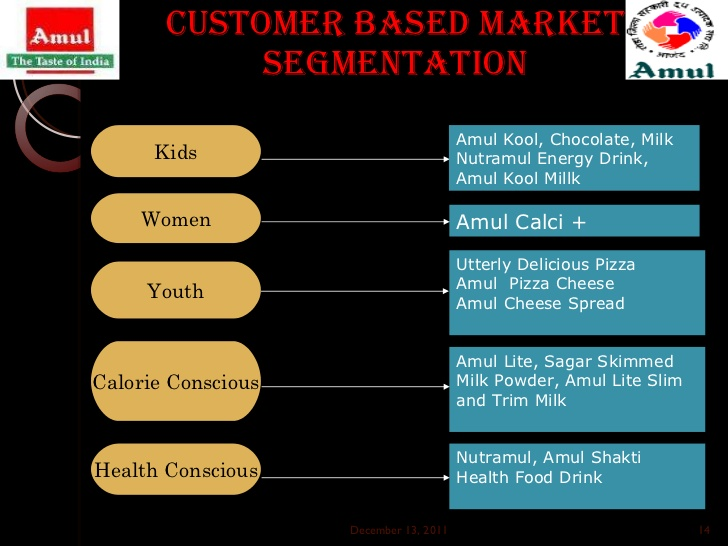 Amul
The Taste of India
CUSTOMER BASED MARKET
SEGMENTATION
Amul
Kids
Amul Kool, Chocolate, Milk
Nutramul Energy Drink,
Amul Kool Millk
Women
Amul Calci +
Youth
Utterly Delicious Pizza
Amul  Pizza Cheese
Amul Cheese Spread
Calorie Conscious
Amul Lite, Sagar Skimmed
Milk Powder, Amul Lite Slim
and Trim Milk
Health Conscious
Nutramul, Amul Shakti
Health Food Drink
December 13, 2011
14